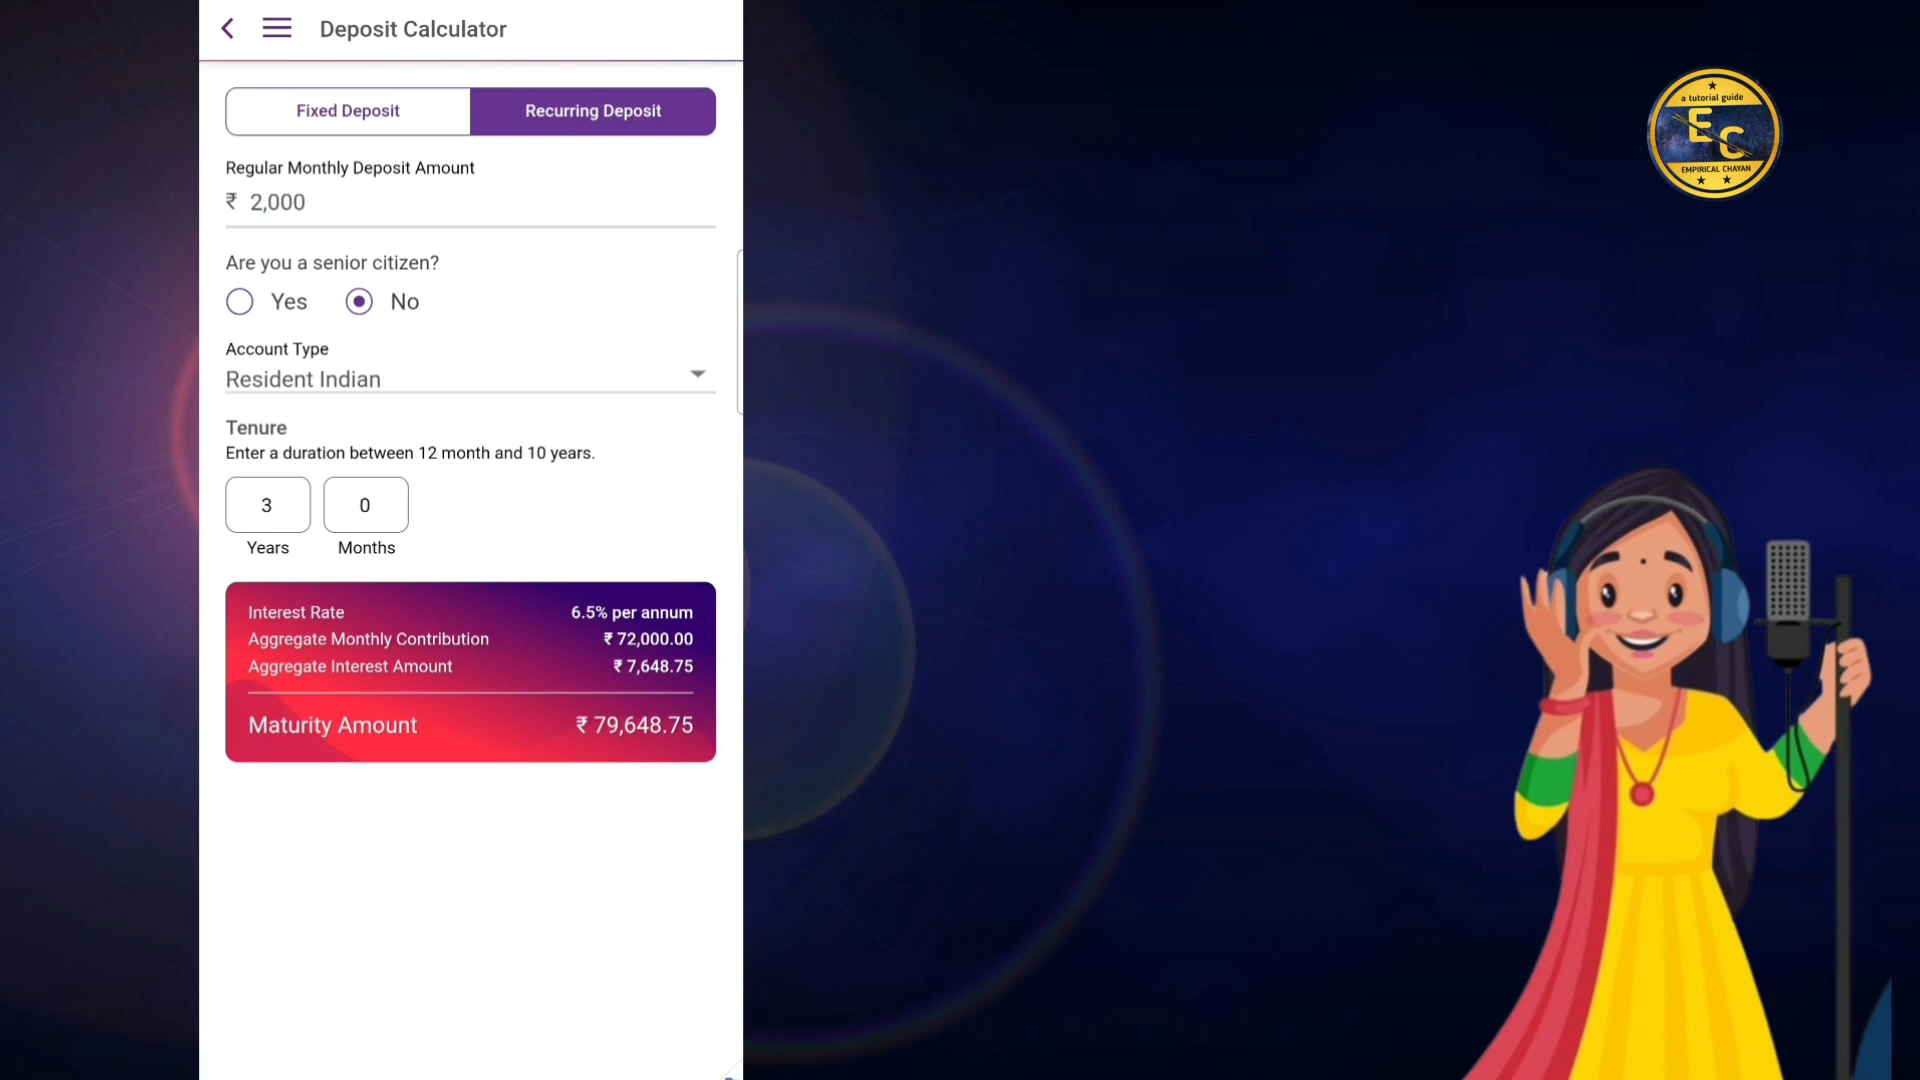 Deposit Calculator
Fixed Deposit
Recurring Deposit
Regular Monthly Deposit Amount
₹ 2,000
Are you a senior citizen?
Yes
No
Account Type
Resident Indian
Tenure
Enter a duration between 12 month and 10 years.
3
0
Years
Months
Interest Rate 6.5% per annum
Aggregate Monthly Contribution ₹ 72,000.00
Aggregate Interest Amount ₹ 7,648.75
Maturity Amount ₹ 79,648.75
a tutorial guide
EC
EMPIRICAL CHAYAN